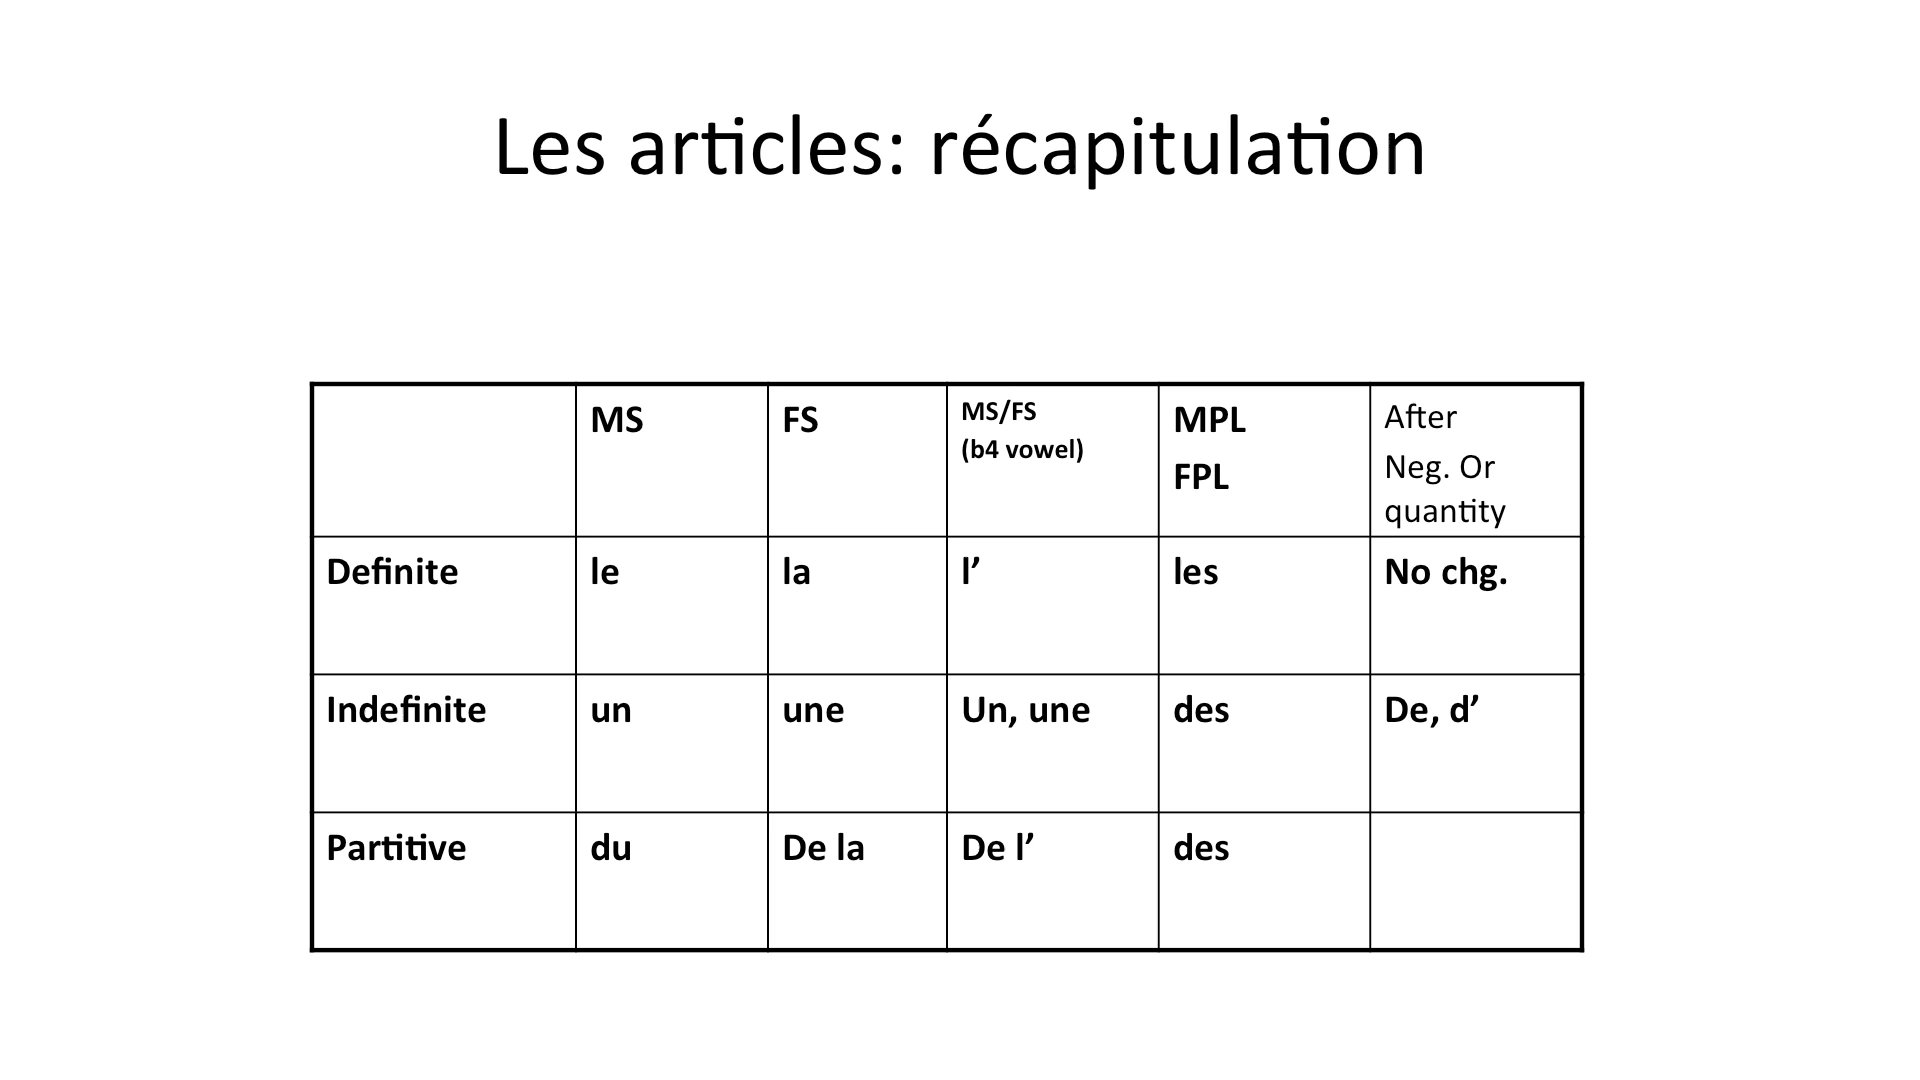 Les articles: récapitulation
MS
FS
MS/FS
(b4 vowel)
MPL
FPL
After
Neg. Or
quantity
Definite
le
la
l’
les
No chg.
Indefinite
un
une
Un, une
des
De, d’
Partitive
du
De la
De l’
des